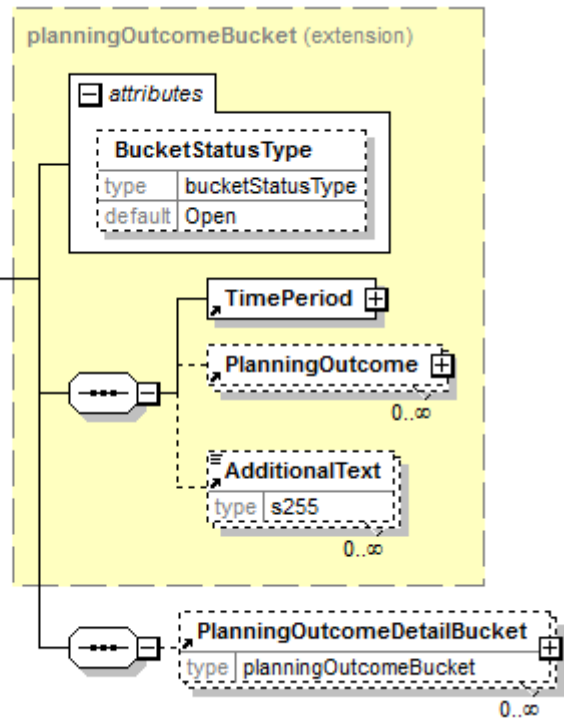 planningOutcomeBucket (extension)
attributes
BucketStatusType
type bucketStatusType
default Open
TimePeriod
PlanningOutcome
0..∞
AdditionalText
type s255
0..∞
PlanningOutcomeDetailBucket
type planningOutcomeBucket
0..∞